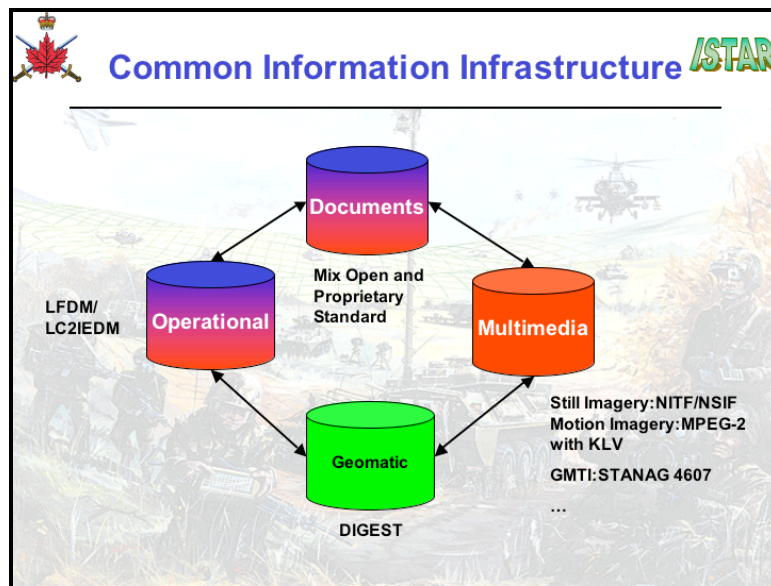 Common Information Infrastructure
ISTAR
Documents
Mix Open and
Proprietary
Standard
LFDM/
LC2IEDM
Operational
Multimedia
Still Imagery:NITF/NSIF
Motion Imagery:MPEG-2
with KLV
GMTI:STANAG 4607
…
Geomatic
DIGEST